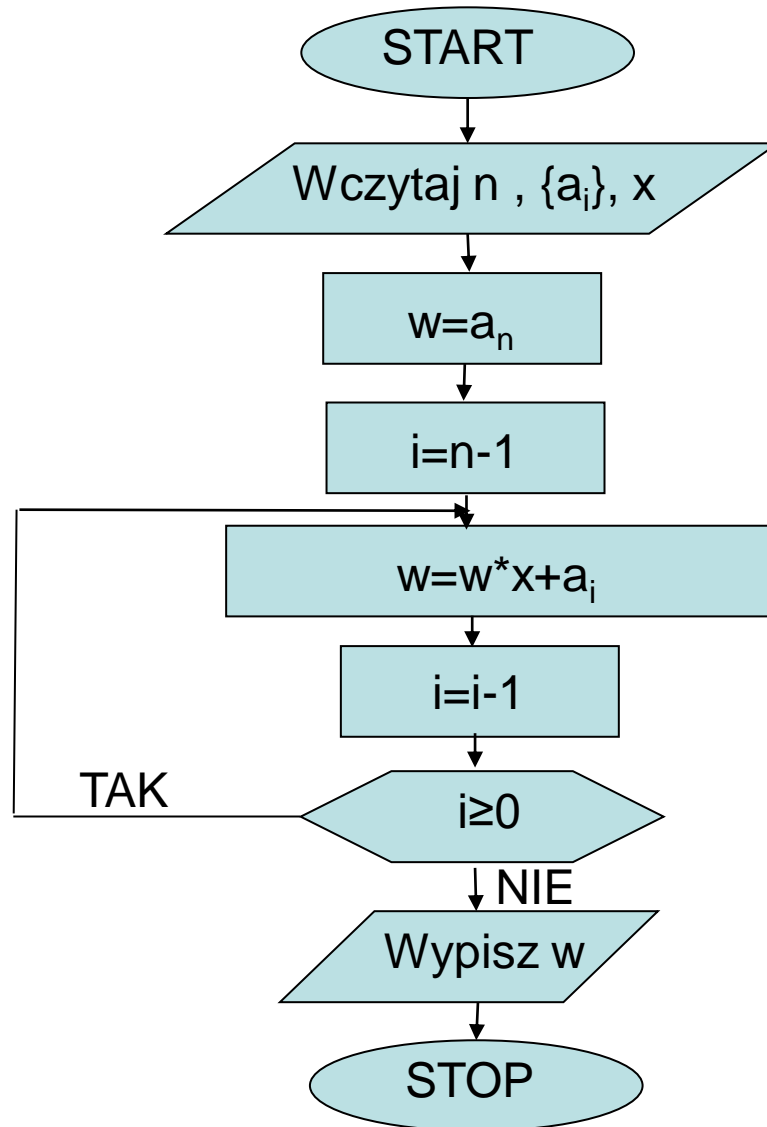 START
Wczytaj n , {aᵢ}, x
w=aₙ
i=n-1
w=w*x+aᵢ
i=i-1
TAK
i≥0
NIE
Wypisz w
STOP